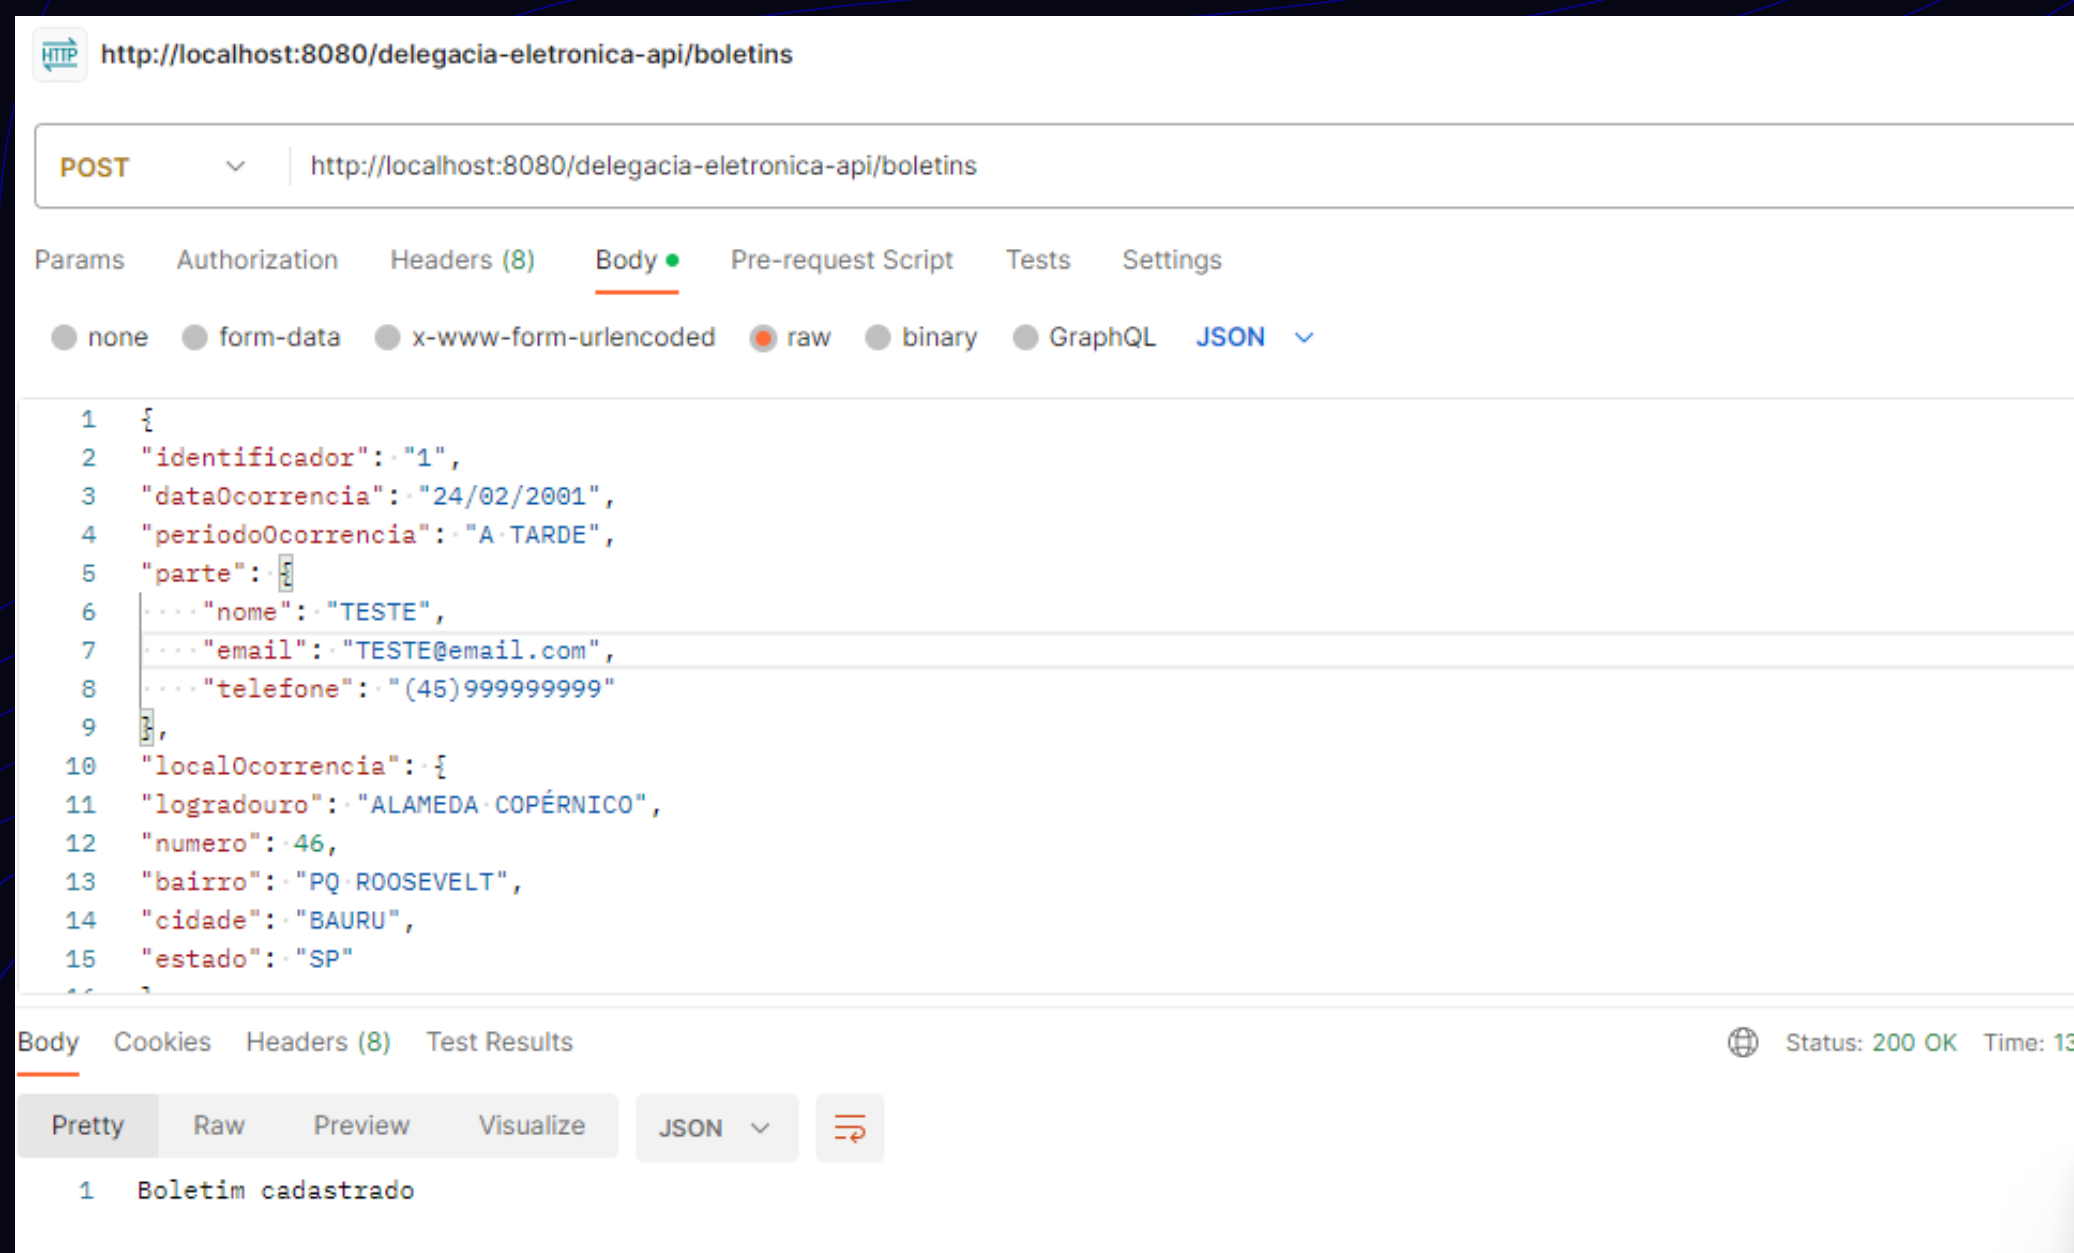 HTTP http://localhost:8080/delegacia-eletronica-api/boletins
POST http://localhost:8080/delegacia-eletronica-api/boletins
Params Authorization Headers (8) Body Pre-request Script Tests Settings
none form-data x-www-form-urlencoded raw binary GraphQL JSON
1 {
2 "identificador": "1",
3 "dataOcorrencia": "24/02/2001",
4 "periodoOcorrencia": "A TARDE",
5 "parte": {
6 "nome": "TESTE",
7 "email": "TESTE@email.com",
8 "telefone": "(45)999999999"
9 },
10 "localOcorrencia": {
11 "logradouro": "ALAMEDA COPÉRNICO",
12 "numero": 46,
13 "bairro": "PQ ROOSEVELT",
14 "cidade": "BAURU",
15 "estado": "SP"
Body Cookies Headers (8) Test Results Status: 200 OK Time:
Pretty Raw Preview Visualize JSON
1 Boletim cadastrado